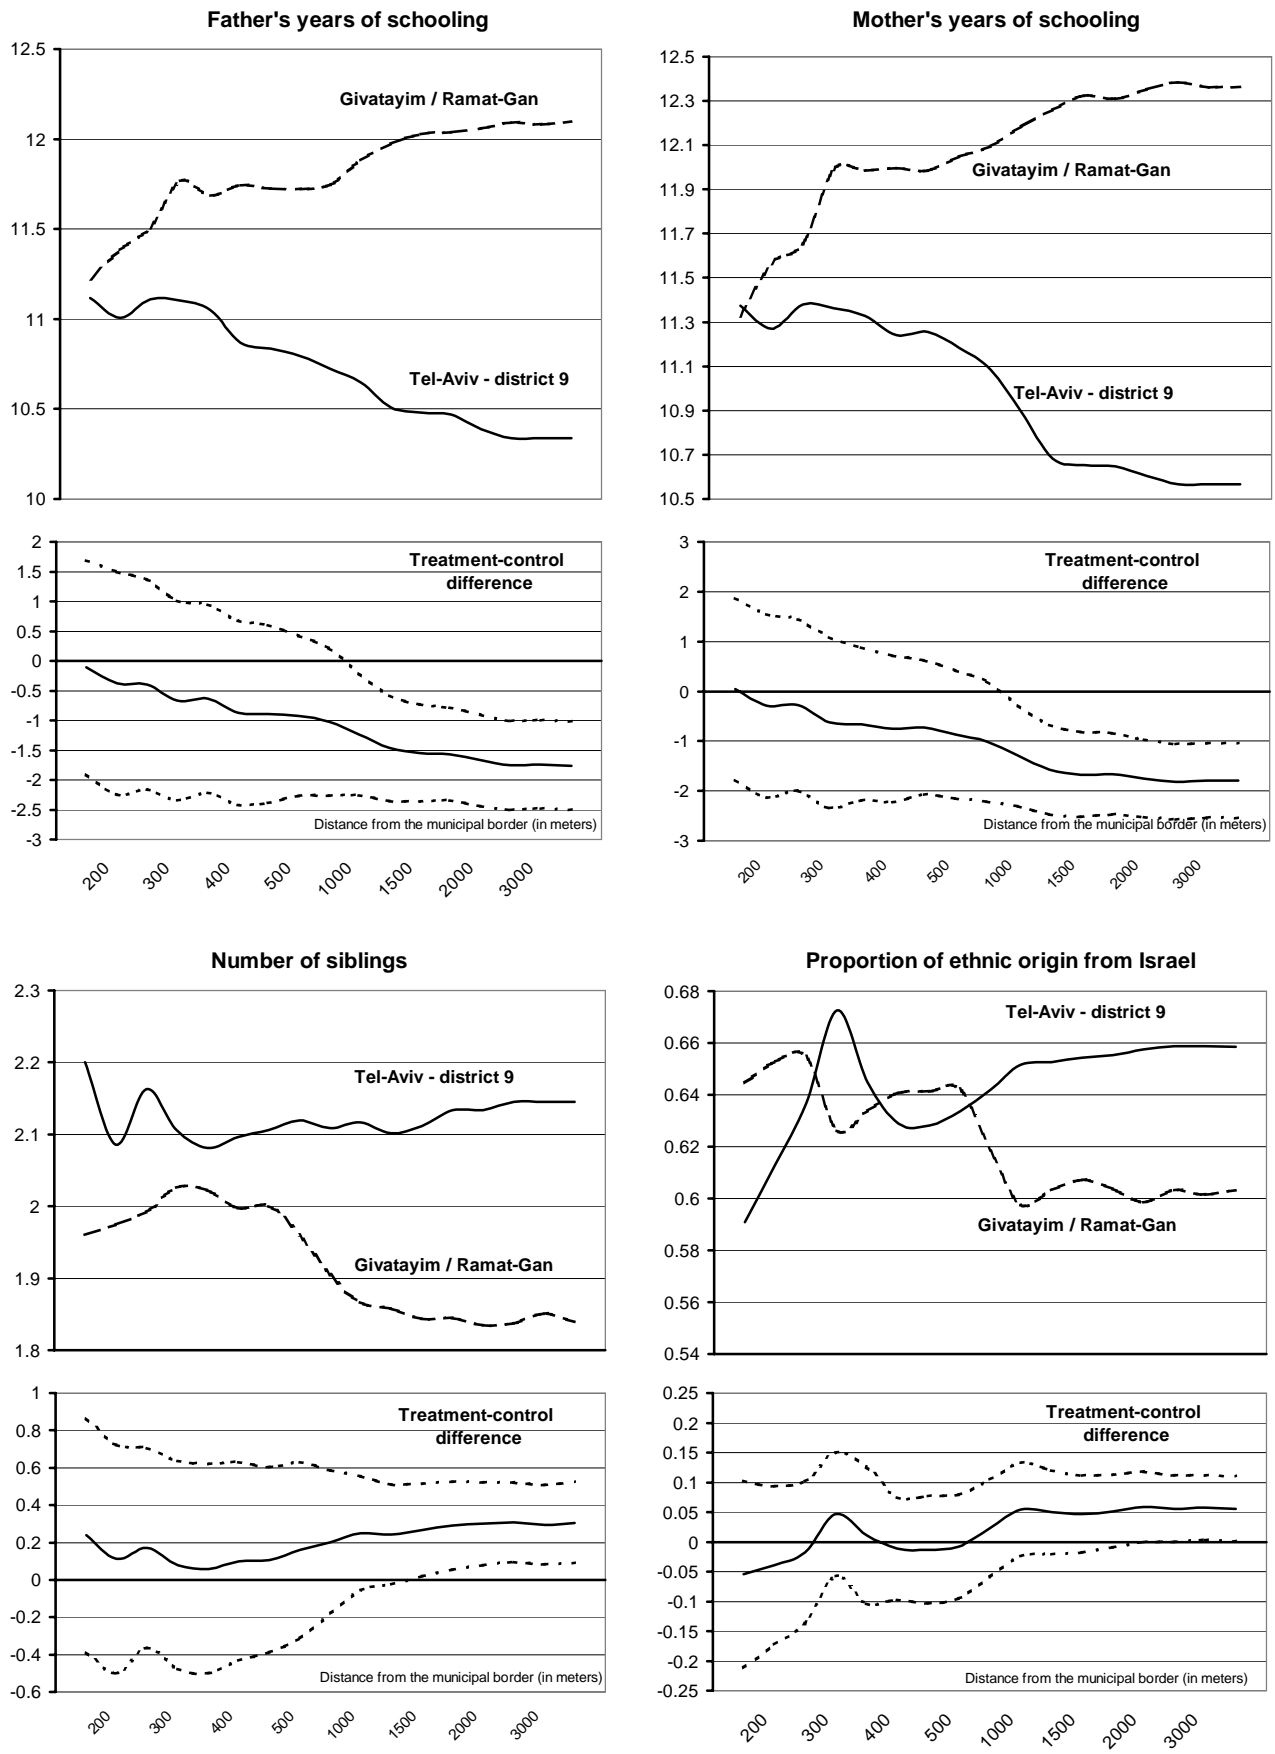 Father's years of schooling
12.5
12
11.5
11
10.5
10
Givatayim / Ramat-Gan
Tel-Aviv - district 9
2
1.5
1
0.5
0
-0.5
-1
-1.5
-2
-2.5
-3
Treatment-control
difference
Distance from the municipal border (in meters)
200 300 400 500 1000 1500 2000 3000
Mother's years of schooling
12.5
12.3
12.1
11.9
11.7
11.5
11.3
11.1
10.9
10.7
10.5
Givatayim / Ramat-Gan
Tel-Aviv - district 9
3
2
1
0
-1
-2
-3
Treatment-control
difference
Distance from the municipal border (in meters)
200 300 400 500 1000 1500 2000 3000
Number of siblings
2.3
2.2
2.1
2
1.9
1.8
Tel-Aviv - district 9
Givatayim / Ramat-Gan
1
0.8
0.6
0.4
0.2
0
-0.2
-0.4
-0.6
Treatment-control
difference
Distance from the municipal border (in meters)
200 300 400 500 1000 1500 2000 3000
Proportion of ethnic origin from Israel
0.68
0.66
0.64
0.62
0.6
0.58
0.56
0.54
Tel-Aviv - district 9
Givatayim / Ramat-Gan
0.25
0.2
0.15
0.1
0.05
0
-0.05
-0.1
-0.15
-0.2
-0.25
Treatment-control
difference
Distance from the municipal border (in meters)
200 300 400 500 1000 1500 2000 3000